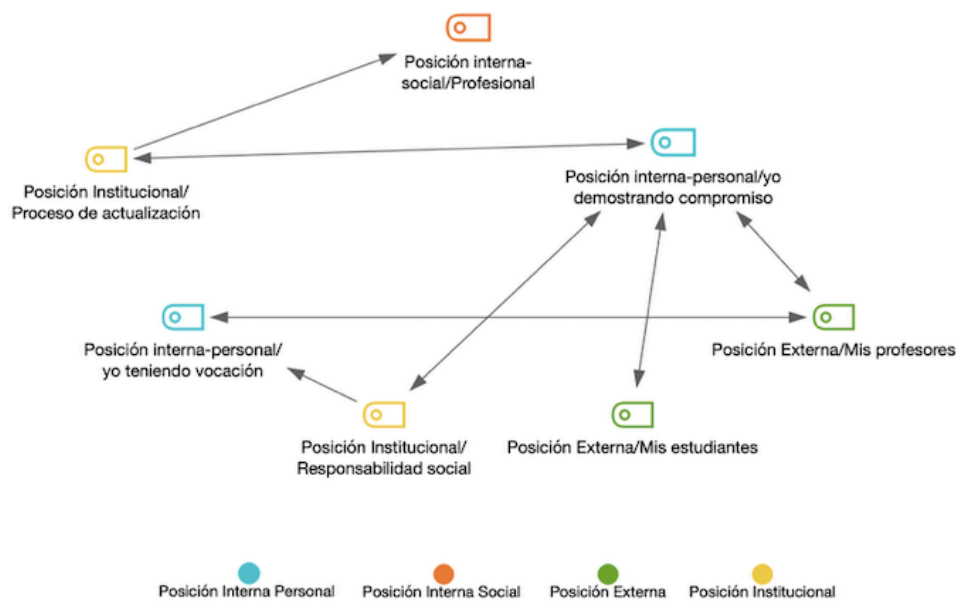 Posición interna-
social/Profesional
Posición Institucional/
Proceso de actualización
Posición interna-personal/yo
demostrando compromiso
Posición interna-personal/
yo teniendo vocación
Posición Externa/Mis profesores
Posición Institucional/
Responsabilidad social
Posición Externa/Mis estudiantes
Posición Interna Personal
Posición Interna Social
Posición Externa
Posición Institucional